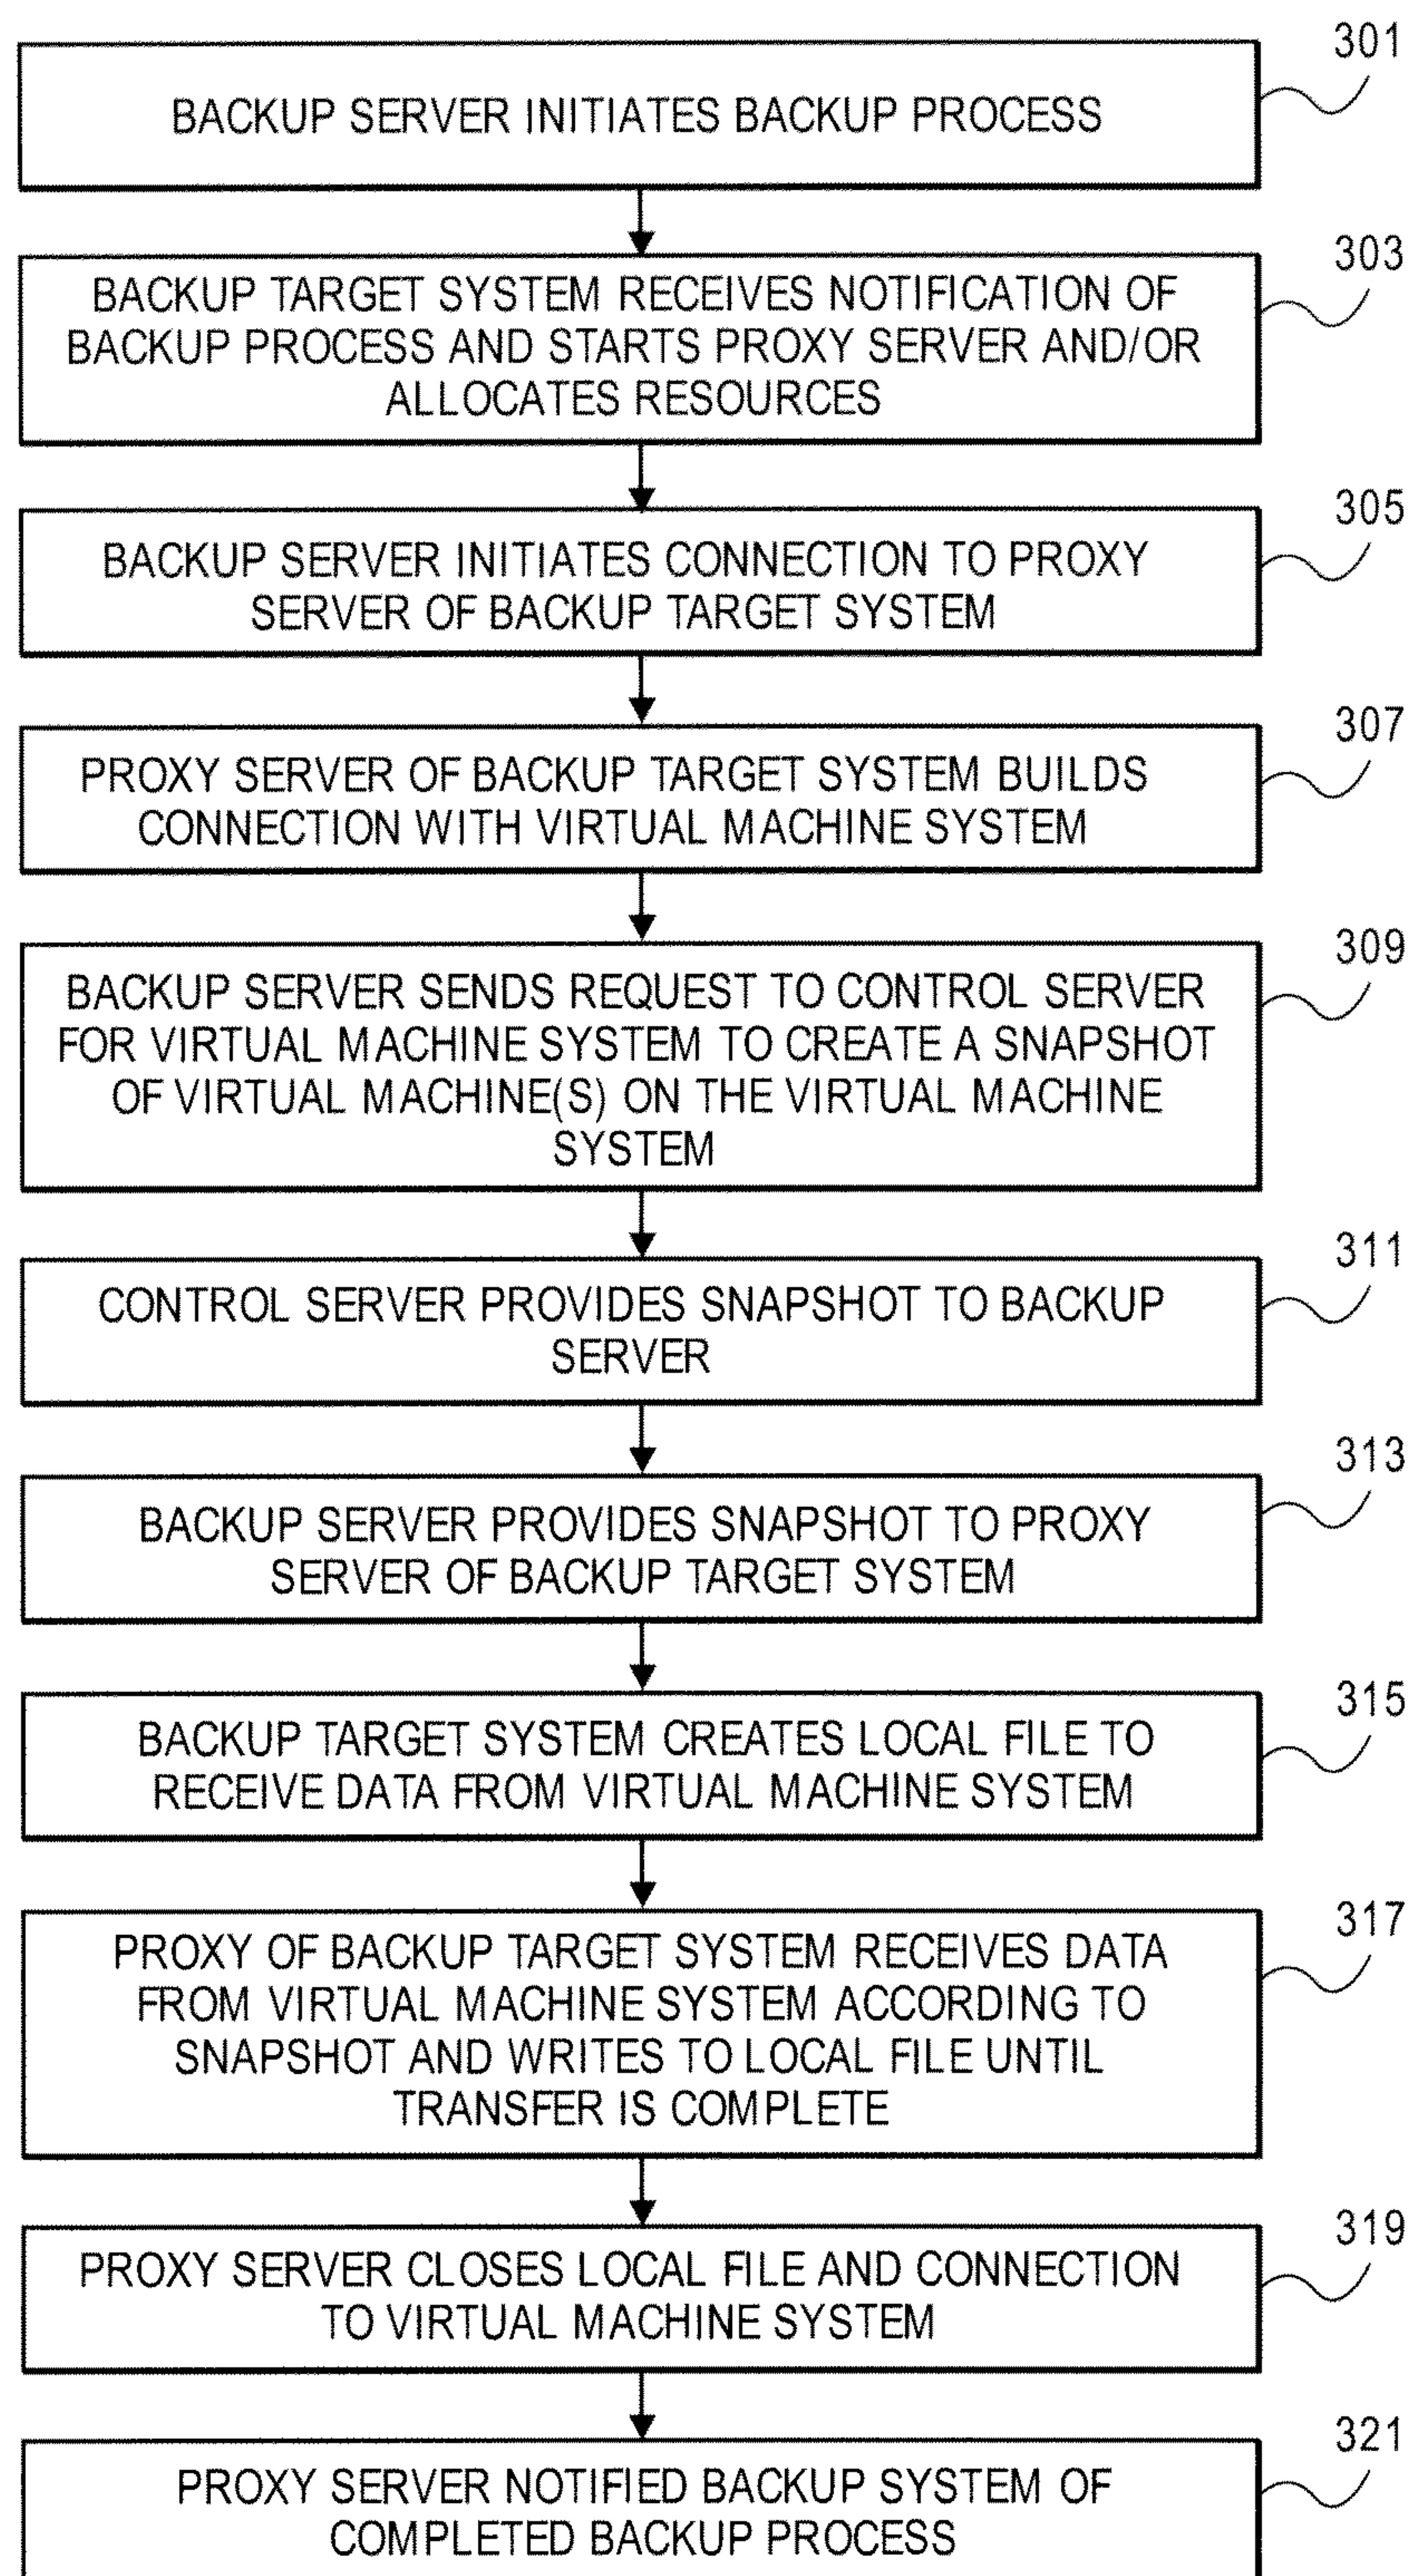 301
BACKUP SERVER INITIATES BACKUP PROCESS
303
BACKUP TARGET SYSTEM RECEIVES NOTIFICATION OF
BACKUP PROCESS AND STARTS PROXY SERVER AND/OR
ALLOCATES RESOURCES
305
BACKUP SERVER INITIATES CONNECTION TO PROXY
SERVER OF BACKUP TARGET SYSTEM
307
PROXY SERVER OF BACKUP TARGET SYSTEM BUILDS
CONNECTION WITH VIRTUAL MACHINE SYSTEM
309
BACKUP SERVER SENDS REQUEST TO CONTROL SERVER
FOR VIRTUAL MACHINE SYSTEM TO CREATE A SNAPSHOT
OF VIRTUAL MACHINE(S) ON THE VIRTUAL MACHINE
SYSTEM
311
CONTROL SERVER PROVIDES SNAPSHOT TO BACKUP
SERVER
313
BACKUP SERVER PROVIDES SNAPSHOT TO PROXY
SERVER OF BACKUP TARGET SYSTEM
315
BACKUP TARGET SYSTEM CREATES LOCAL FILE TO
RECEIVE DATA FROM VIRTUAL MACHINE SYSTEM
317
PROXY OF BACKUP TARGET SYSTEM RECEIVES DATA
FROM VIRTUAL MACHINE SYSTEM ACCORDING TO
SNAPSHOT AND WRITES TO LOCAL FILE UNTIL
TRANSFER IS COMPLETE
319
PROXY SERVER CLOSES LOCAL FILE AND CONNECTION
TO VIRTUAL MACHINE SYSTEM
321
PROXY SERVER NOTIFIED BACKUP SYSTEM OF
COMPLETED BACKUP PROCESS